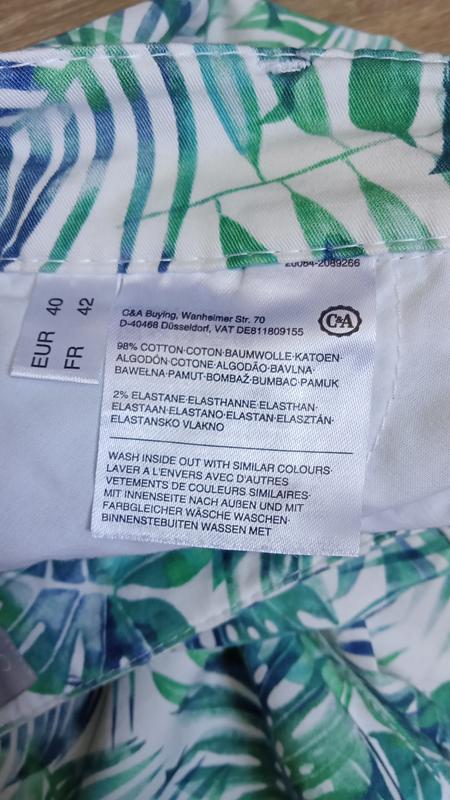 20064-2089266
EUR 40
FR 42
C&A Buying, Wanheimer Str. 70
D-40468 Düsseldorf, VAT DE811809155
C&A
98% COTTON·COTON·BAUMWOLLE·KATOEN·
ALGODÓN·COTONE·ALGODÃO·BAVLNA·
BAWEŁNA·PAMUT·BOMBAŽ·BUMBAC·PAMUK
2% ELASTANE·ELASTHANNE·ELASTHAN·
ELASTAAN·ELASTANO·ELASTAN·ELASZTÁN·
ELASTANSKO VLAKNO
WASH INSIDE OUT WITH SIMILAR COLOURS·
LAVER A L'ENVERS AVEC D'AUTRES
VETEMENTS DE COULEURS SIMILAIRES·
MIT INNENSEITE NACH AUßEN UND MIT
FARBGLEICHER WÄSCHE WASCHEN·
BINNENSTEBUITEN WASSEN MET